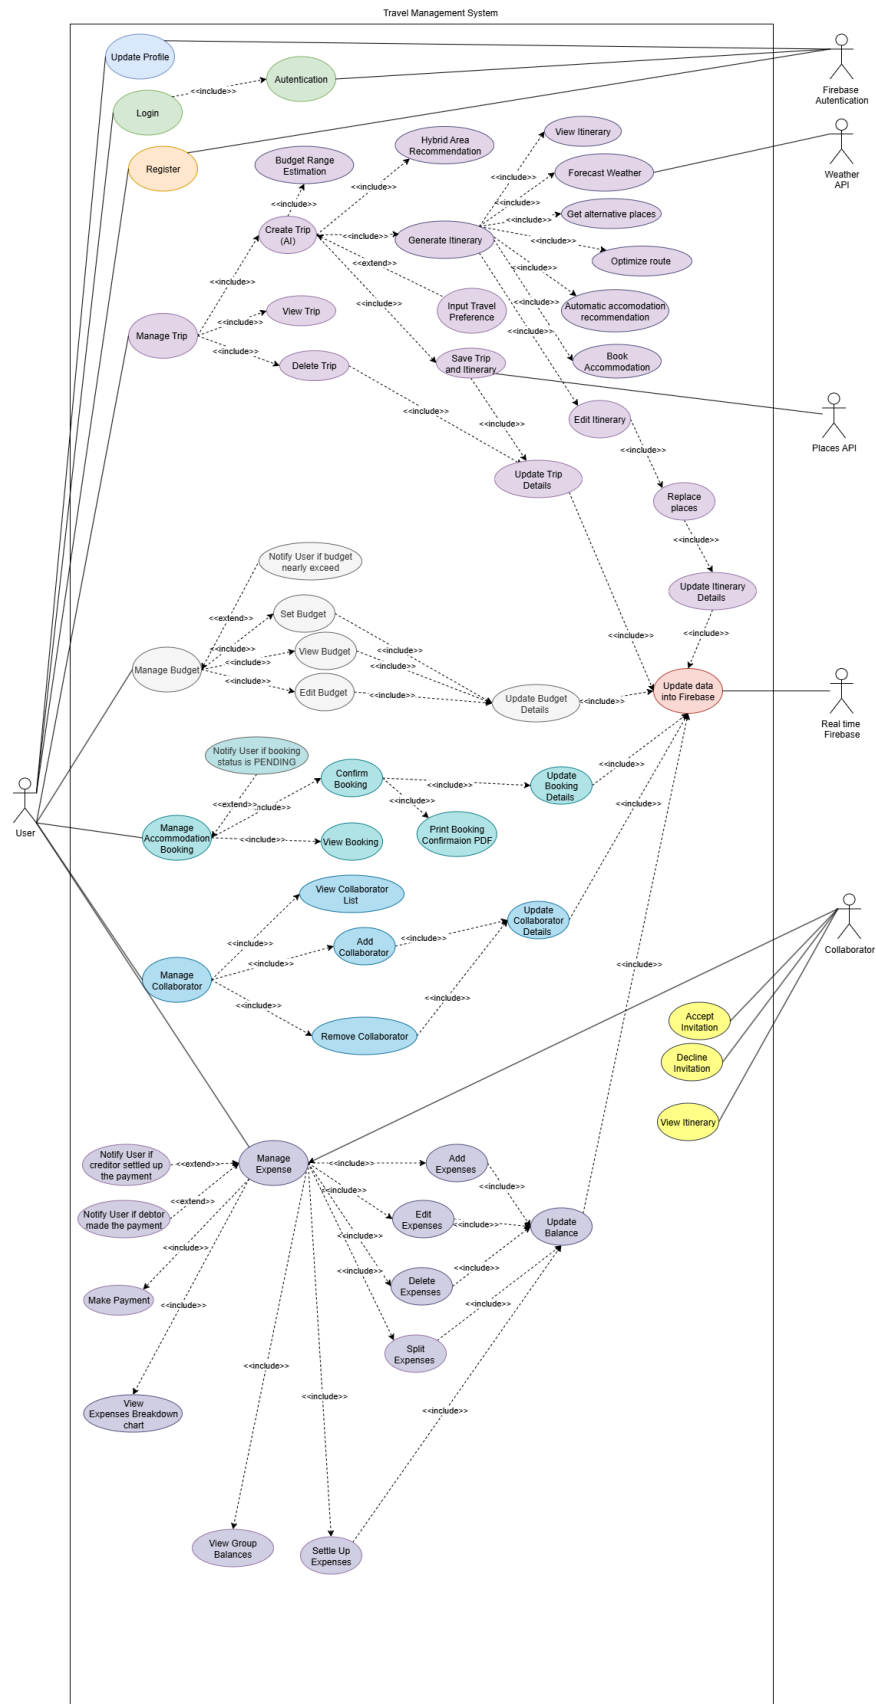 Travel Management System
Update Profile
<<include>>
Autentication
Login
Register
Firebase
Autentication
Weather
API
Budget Range
Estimation
<<include>>
Hybrid Area
Recommendation
<<include>>
View Itinerary
<<include>>
Forecast Weather
<<include>>
Get alternative places
<<include>>
Create Trip
(AI)
<<include>>
Generate Itinerary
<<include>>
Optimize route
<<extend>>
<<include>>
<<include>>
Input Travel
Preference
Automatic accomodation
recommendation
<<include>>
Manage Trip
<<include>>
View Trip
<<include>>
Delete Trip
<<include>>
Save Trip
and Itinerary
<<include>>
Book
Accommodation
<<include>>
<<include>>
<<include>>
Edit Itinerary
Places API
<<include>>
Update Trip
Details
Replace
places
<<include>>
Update Itinerary
Details
<<include>>
<<include>>
Notify User if budget
nearly exceed
<<extend>>
Set Budget
<<include>>
<<include>>
View Budget
<<include>>
<<include>>
Manage Budget
<<include>>
Edit Budget
<<include>>
Update Budget
Details
<<include>>
Update data
into Firebase
Real time
Firebase
Notify User if booking
status is PENDING
<<extend>>
<<include>>
Confirm
Booking
<<include>>
<<include>>
Update
Booking
Details
<<include>>
Print Booking
Confirmaion PDF
User
Manage
Accommodation
Booking
<<include>>
View Booking
<<include>>
View Collaborator
List
<<include>>
Add
Collaborator
<<include>>
Update
Collaborator
Details
<<include>>
Manage
Collaborator
<<include>>
Remove Collaborator
<<include>>
<<include>>
Collaborator
Accept
Invitation
Decline
Invitation
View Itinerary
Notify User if
creditor settled up
the payment
<<extend>>
Manage
Expense
<<include>>
Add
Expenses
<<include>>
Notify User if debtor
made the payment
<<extend>>
<<include>>
Edit
Expenses
<<include>>
Update
Balance
<<include>>
<<include>>
Delete
Expenses
<<include>>
Make Payment
<<include>>
<<include>>
Split
Expenses
<<include>>
View
Expenses Breakdown
chart
<<include>>
<<include>>
<<include>>
View Group
Balances
Settle Up
Expenses